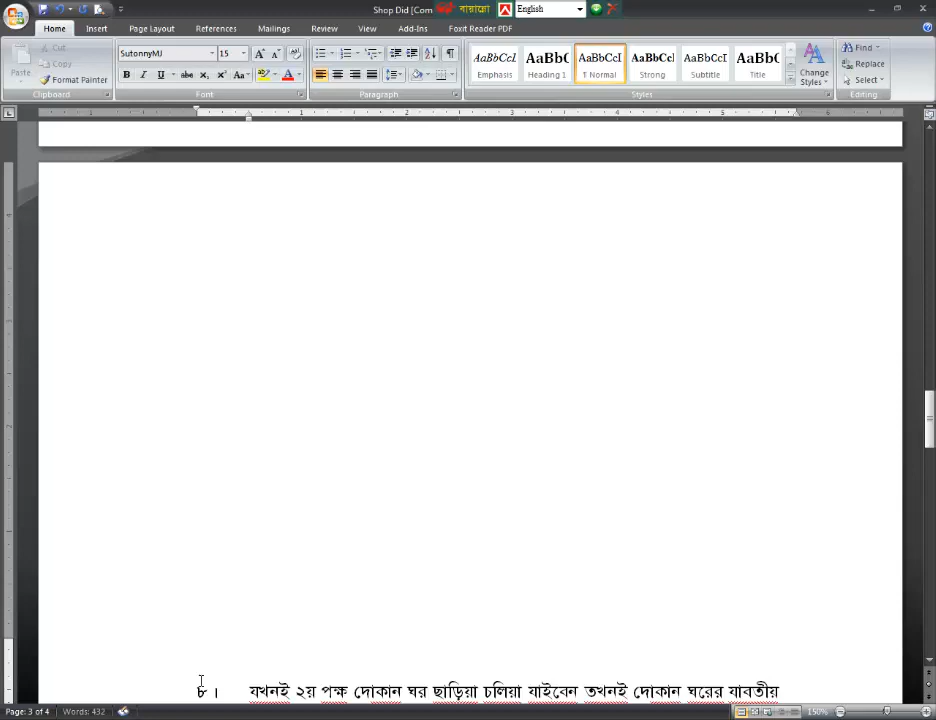 Shop Did [Com
বায়ান্নো
English
Home
Insert
Page Layout
References
Mailings
Review
View
Add-Ins
Foxit Reader PDF
Paste
Cut
Copy
Format Painter
Clipboard
SutonnyMJ
15
Font
Paragraph
AaBbCcI
Emphasis
AaBbC
Heading 1
AaBbCcI
¶ Normal
AaBbCcl
Strong
AaBbCcI
Subtitle
AaBbC
Title
Change Styles
Styles
Find
Replace
Select
Editing
৮। যখনই ২য় পক্ষ দোকান ঘর ছাড়িয়া চলিয়া যাইবেন তখনই দোকান ঘরের যাবতীয়
Page: 3 of 4
Words: 432
150%